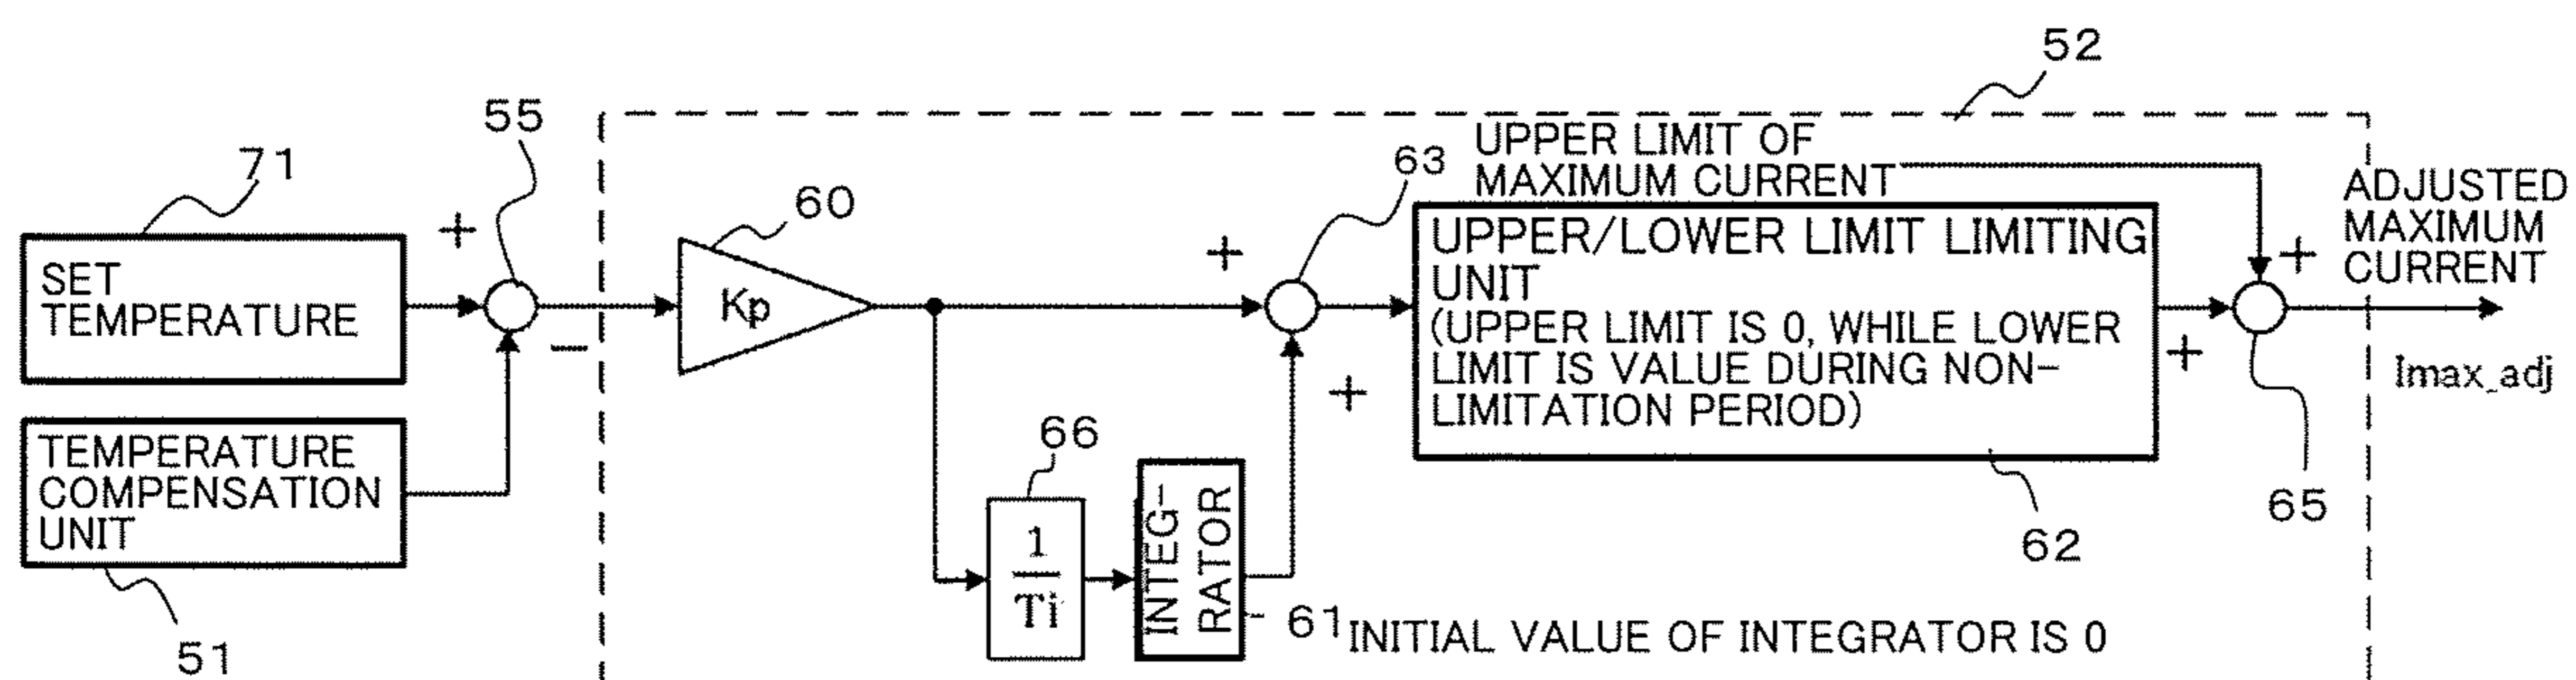 52
55
71
60
63
UPPER LIMIT OF
MAXIMUM CURRENT
ADJUSTED
MAXIMUM
CURRENT
+
+
+
SET
TEMPERATURE
Kp
UPPER/LOWER LIMIT LIMITING
UNIT
(UPPER LIMIT IS 0, WHILE LOWER
LIMIT IS VALUE DURING NON-
LIMITATION PERIOD)
−
+
+
Imax_adj
TEMPERATURE
COMPENSATION
UNIT
66
1
Ti
INTEG-
RATOR
65
62
61
INITIAL VALUE OF INTEGRATOR IS 0
51